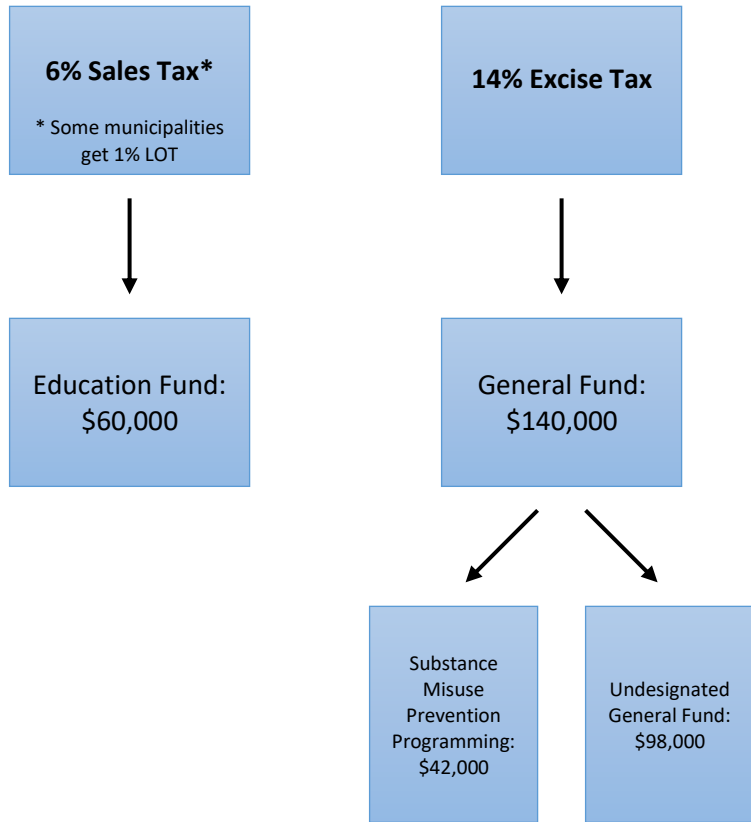 6% Sales Tax*
* Some municipalities
get 1% LOT
14% Excise Tax
Education Fund:
$60,000
General Fund:
$140,000
Substance
Misuse
Prevention
Programming:
$42,000
Undesignated
General Fund:
$98,000